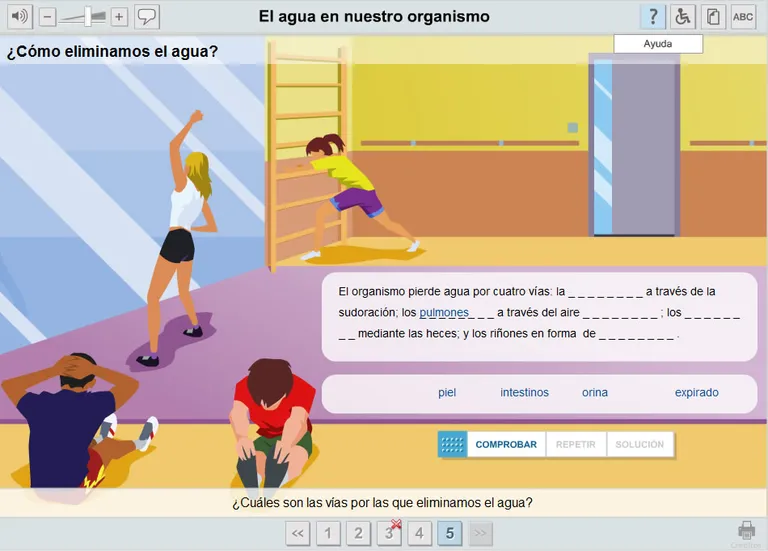 El agua en nuestro organismo
? ABC
Ayuda
¿Cómo eliminamos el agua?
El organismo pierde agua por cuatro vías: la _ _ _ _ _ _ _ _ a través de la
sudoración; los pulmones_ _ _ a través del aire _ _ _ _ _ _ _ _ ; los _ _ _ _ _ _
_ _ mediante las heces; y los riñones en forma de _ _ _ _ _ _ _ _ .
piel intestinos orina expirado
COMPROBAR REPETIR SOLUCIÓN
¿Cuáles son las vías por las que eliminamos el agua?
<< 1 2 3 4 5 >>